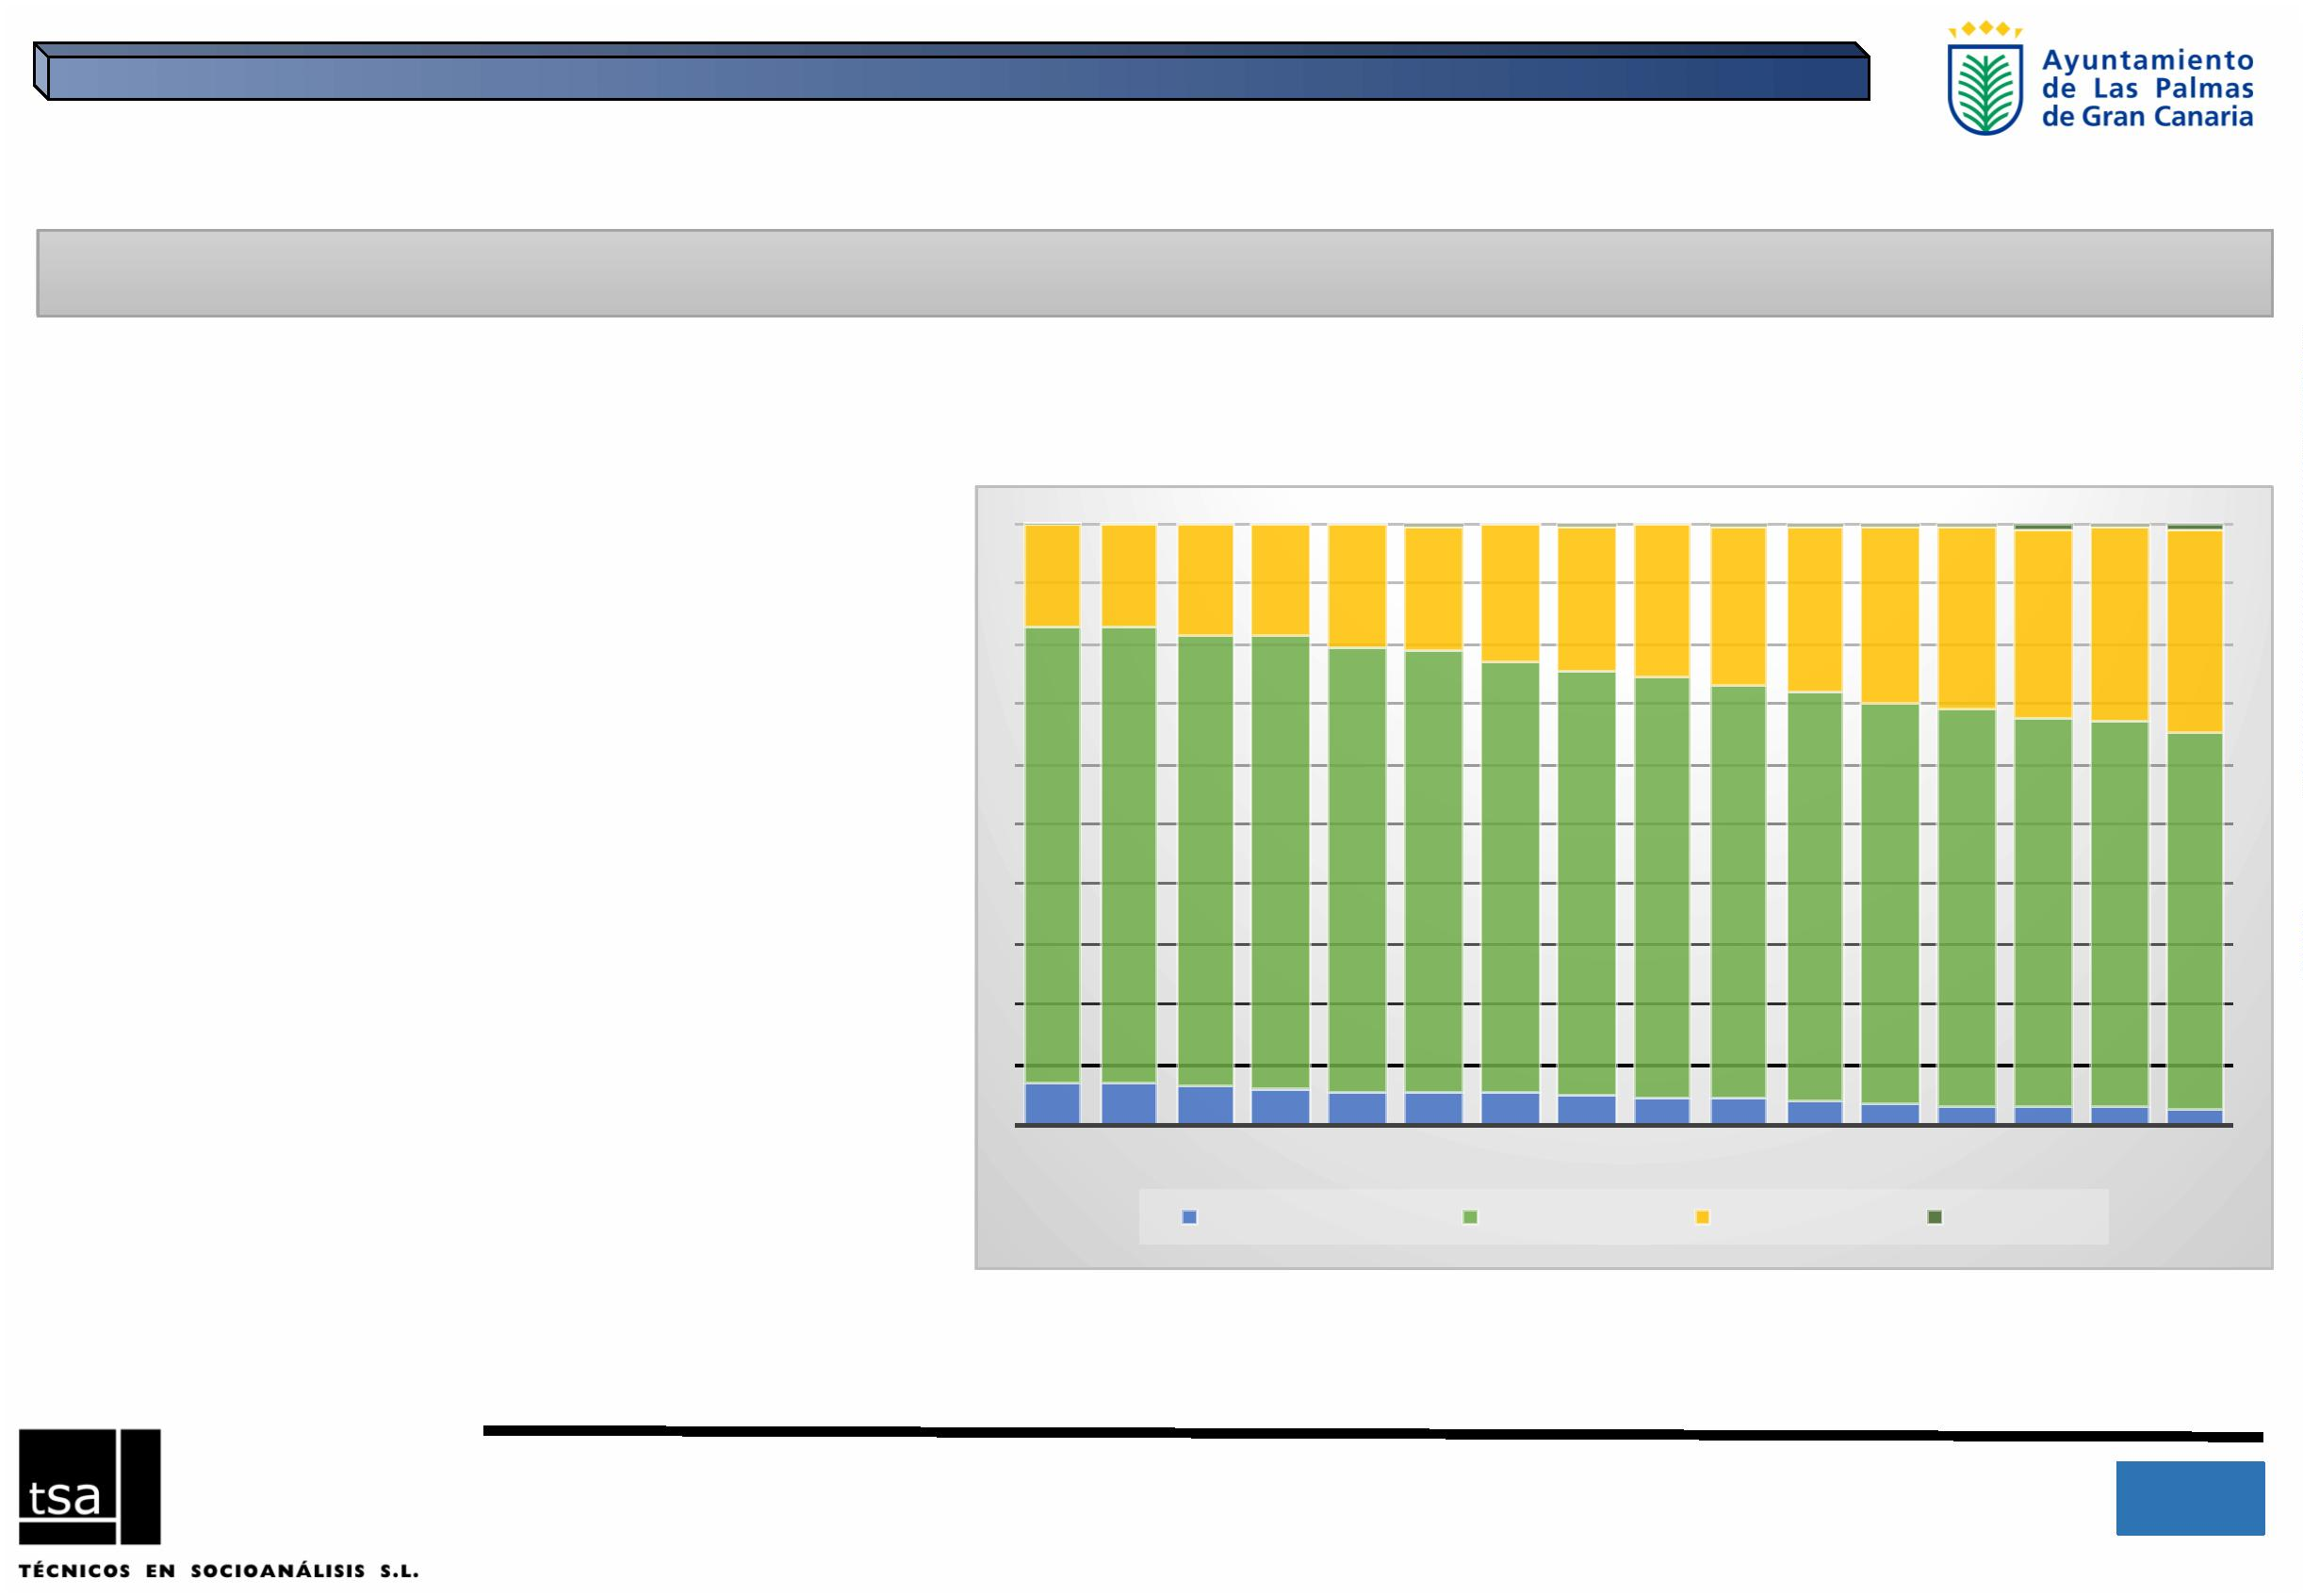 Ayuntamiento
de Las Palmas
de Gran Canaria
tsa
TÉCNICOS EN SOCIOANÁLISIS S.L.